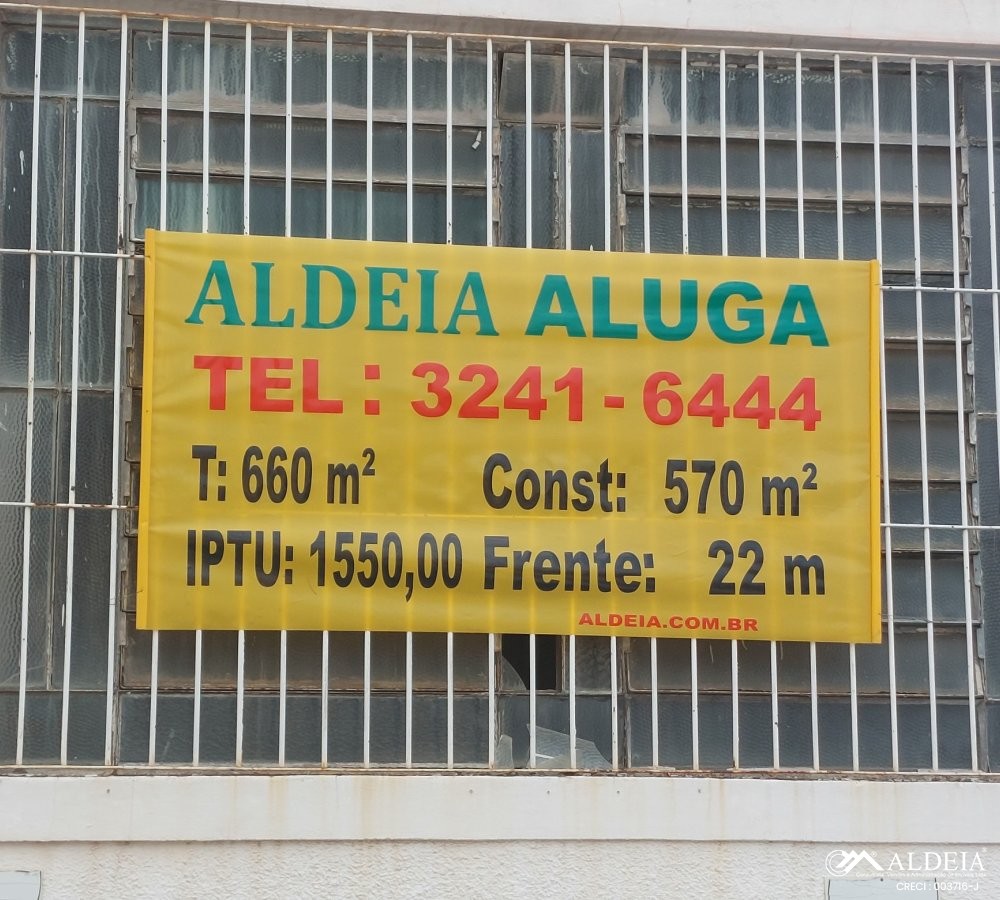 ALDEIA ALUGA
TEL: 3241-6444
T: 660 m² Const: 570 m²
IPTU: 1550,00 Frente: 22 m
ALDEIA.COM.BR
ALDEIA®
CRECI: 003716-J